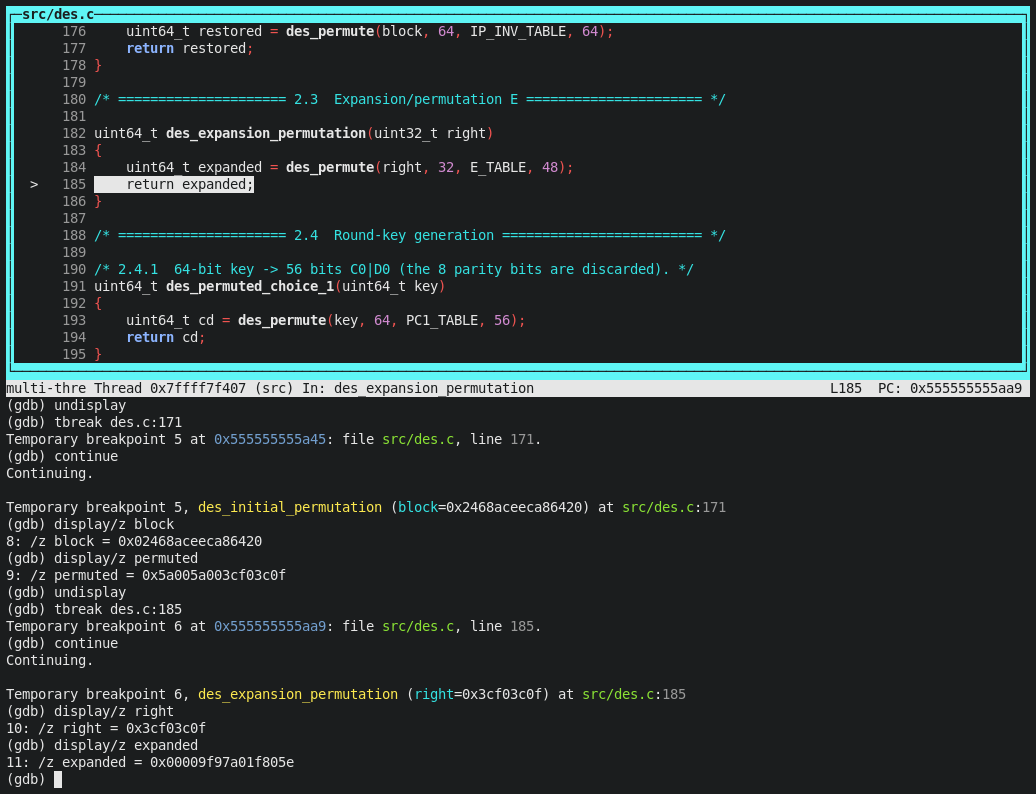 src/des.c
176     uint64_t restored = des_permute(block, 64, IP_INV_TABLE, 64);
177     return restored;
178 }
179
180 /* ===================== 2.3  Expansion/permutation E ====================== */
181
182 uint64_t des_expansion_permutation(uint32_t right)
183 {
184     uint64_t expanded = des_permute(right, 32, E_TABLE, 48);
> 185     return expanded;
186 }
187
188 /* ===================== 2.4  Round-key generation ========================= */
189
190 /* 2.4.1  64-bit key -> 56 bits C0|D0 (the 8 parity bits are discarded). */
191 uint64_t des_permuted_choice_1(uint64_t key)
192 {
193     uint64_t cd = des_permute(key, 64, PC1_TABLE, 56);
194     return cd;
195 }
multi-thre Thread 0x7ffff7f407 (src) In: des_expansion_permutation L185 PC: 0x555555555aa9
(gdb) undisplay
(gdb) tbreak des.c:171
Temporary breakpoint 5 at 0x555555555a45: file src/des.c, line 171.
(gdb) continue
Continuing.
Temporary breakpoint 5, des_initial_permutation (block=0x2468aceeca86420) at src/des.c:171
(gdb) display/z block
8: /z block = 0x02468aceeca86420
(gdb) display/z permuted
9: /z permuted = 0x5a005a003cf03c0f
(gdb) undisplay
(gdb) tbreak des.c:185
Temporary breakpoint 6 at 0x555555555aa9: file src/des.c, line 185.
(gdb) continue
Continuing.
Temporary breakpoint 6, des_expansion_permutation (right=0x3cf03c0f) at src/des.c:185
(gdb) display/z right
10: /z right = 0x3cf03c0f
(gdb) display/z expanded
11: /z expanded = 0x00009f97a01f805e
(gdb)